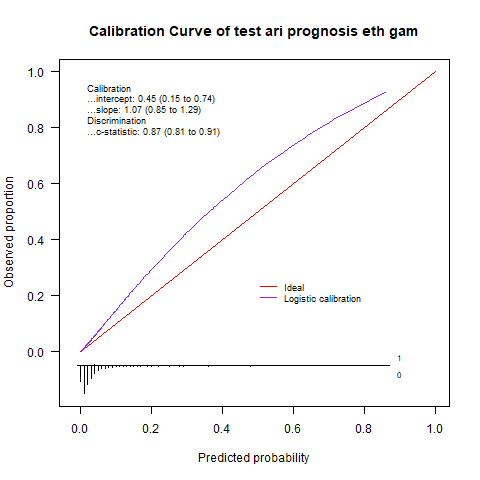 Calibration Curve of test ari prognosis eth gam
Calibration
...intercept: 0.45 (0.15 to 0.74)
...slope: 1.07 (0.85 to 1.29)
Discrimination
...c-statistic: 0.87 (0.81 to 0.91)
Observed proportion
1.0
0.8
0.6
0.4
0.2
0.0
Ideal
Logistic calibration
1
0
0.0 0.2 0.4 0.6 0.8 1.0
Predicted probability